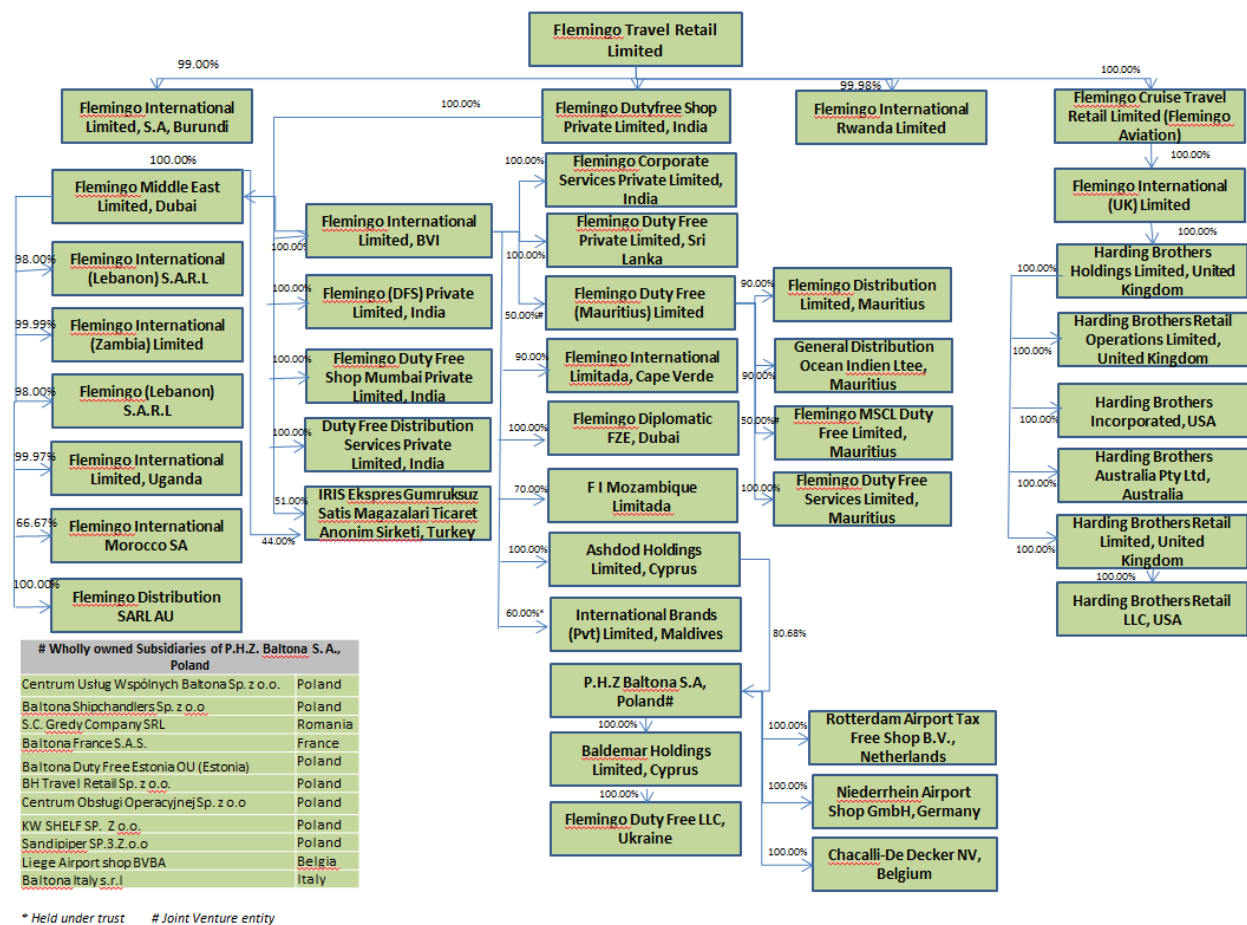 Flemingo Travel Retail
Limited
99.00%
100.00%
99.98%
100.00%
Flemingo International
Limited, S.A, Burundi
Flemingo Dutyfree Shop
Private Limited, India
Flemingo International
Rwanda Limited
Flemingo Cruise Travel
Retail Limited (Flemingo
Aviation)
100.00%
Flemingo Middle East
Limited, Dubai
98.00%
Flemingo International
(Lebanon) S.A.R.L
99.99%
Flemingo International
(Zambia) Limited
98.00%
Flemingo (Lebanon)
S.A.R.L
99.97%
Flemingo International
Limited, Uganda
66.67%
Flemingo International
Morocco SA
100.00%
Flemingo Distribution
SARL AU
Flemingo International
Limited, BVI
100.00%
100.00%
Flemingo (DFS) Private
Limited, India
100.00%
Flemingo Duty Free
Shop Mumbai Private
Limited, India
100.00%
Duty Free Distribution
Services Private
Limited, India
51.00%
44.00%
IRIS Ekspres Gumruksuz
Satis Magazalari Ticaret
Anonim Sirketi, Turkey
100.00%
Flemingo Corporate
Services Private Limited,
India
100.00%
Flemingo Duty Free
Private Limited, Sri
Lanka
50.00%#
Flemingo Duty Free
(Mauritius) Limited
90.00%
Flemingo International
Limitada, Cape Verde
100.00%
Flemingo Diplomatic
FZE, Dubai
70.00%
F I Mozambique
Limitada
100.00%
Ashdod Holdings
Limited, Cyprus
60.00%*
International Brands
(Pvt) Limited, Maldives
80.68%
P.H.Z Baltona S.A,
Poland#
100.00%
Baldemar Holdings
Limited, Cyprus
100.00%
Flemingo Duty Free LLC,
Ukraine
90.00%
Flemingo Distribution
Limited, Mauritius
90.00%
General Distribution
Ocean Indien Ltee,
Mauritius
50.00%#
Flemingo MSCL Duty
Free Limited,
Mauritius
100.00%
Flemingo Duty Free
Services Limited,
Mauritius
100.00%
Rotterdam Airport Tax
Free Shop B.V.,
Netherlands
100.00%
Niederrhein Airport
Shop GmbH, Germany
100.00%
Chacalli-De Decker NV,
Belgium
100.00%
Flemingo International
(UK) Limited
100.00%
100.00%
Harding Brothers
Holdings Limited, United
Kingdom
100.00%
Harding Brothers Retail
Operations Limited,
United Kingdom
100.00%
Harding Brothers
Incorporated, USA
100.00%
Harding Brothers
Australia Pty Ltd,
Australia
100.00%
Harding Brothers Retail
Limited, United
Kingdom
100.00%
Harding Brothers Retail
LLC, USA
# Wholly owned Subsidiaries of P.H.Z. Baltona S. A.,
Poland
Centrum Usług Wspólnych Baltona Sp. z o.o. Poland
Baltona Shipchandlers Sp. z o.o Poland
S.C. Gredy Company SRL Romania
Baltona France S.A.S. France
Baltona Duty Free Estonia OU (Estonia) Poland
BH Travel Retail Sp. z o.o. Poland
Centrum Obsługi Operacyjnej Sp. z o.o Poland
KW SHELF SP. Z o.o. Poland
Sandipiper SP.3.Z.o.o Poland
Liege Airport shop BVBA Belgia
Baltona Italy s.r.l Italy
* Held under trust # Joint Venture entity